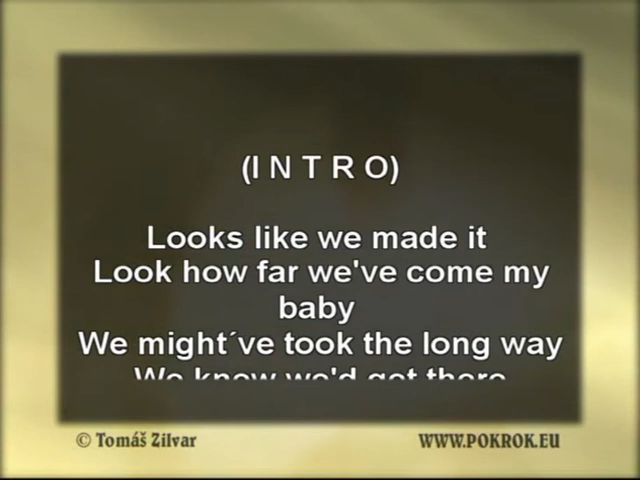 (I N T R O)
Looks like we made it
Look how far we've come my
baby
We might´ve took the long way
We knew we'd get there
© Tomáš Zilvar
WWW.POKROK.EU